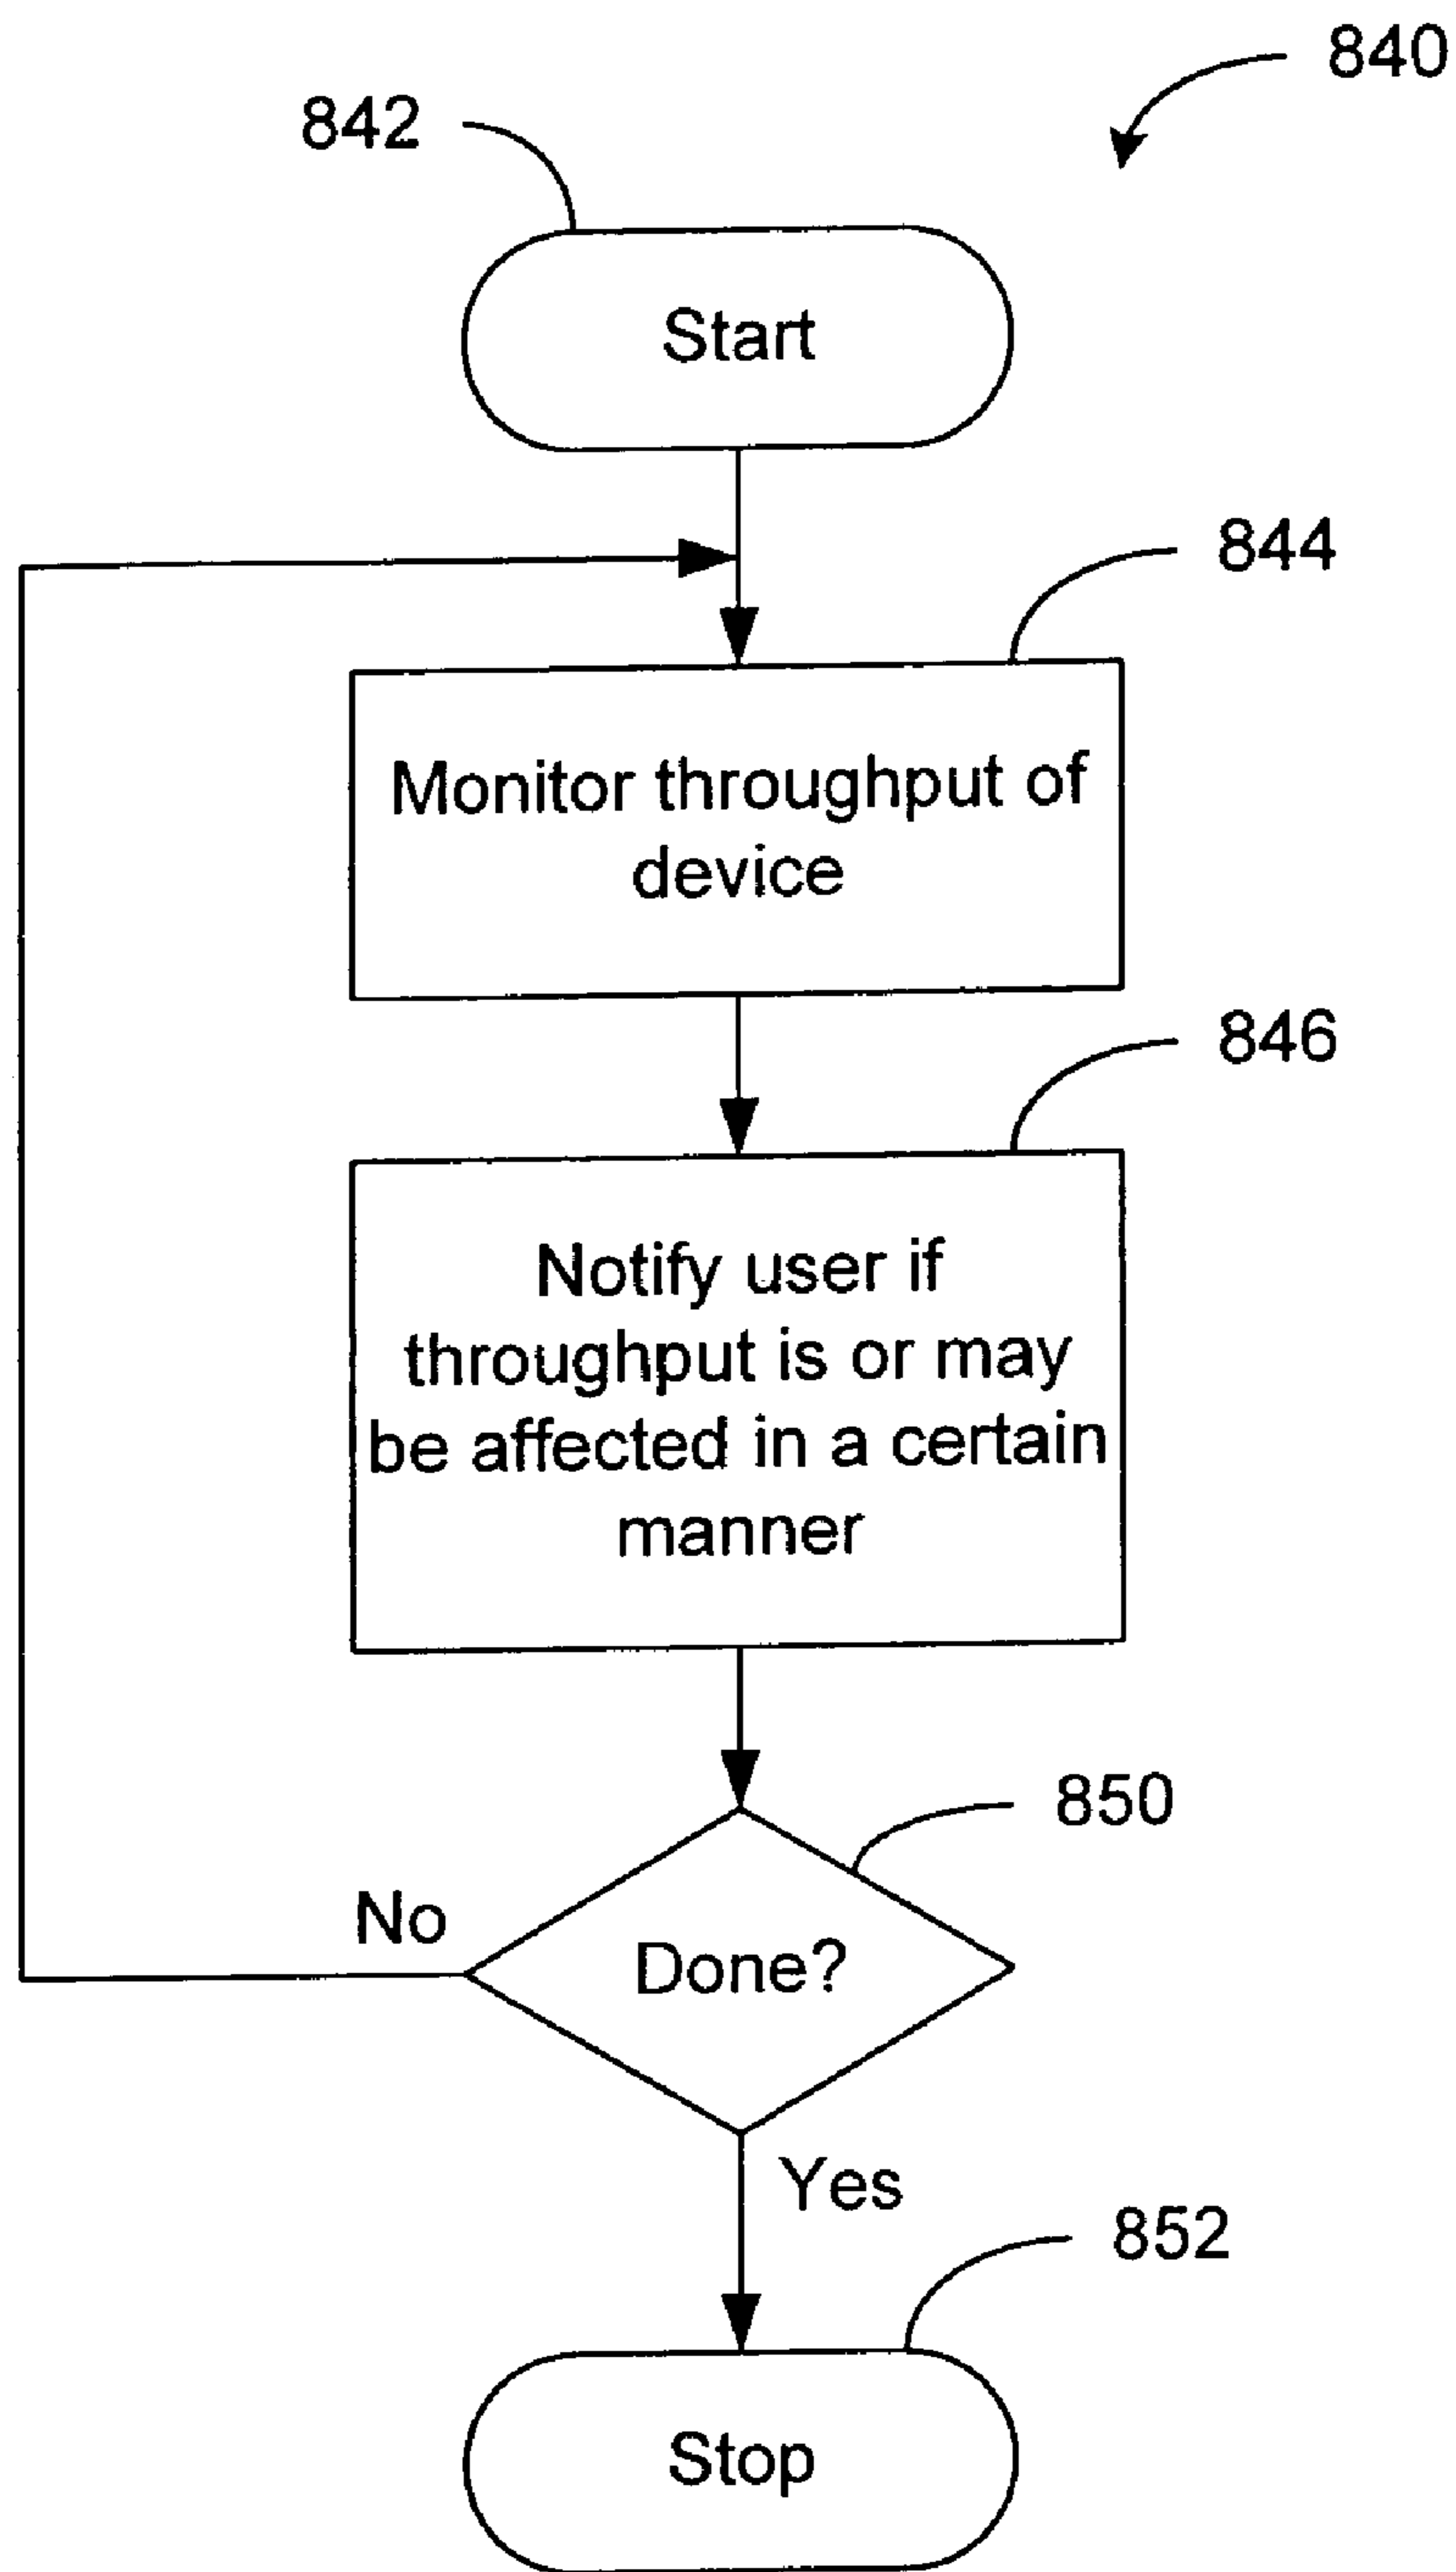 840
842
Start
844
Monitor throughput of
device
846
Notify user if
throughput is or may
be affected in a certain
manner
850
No
Done?
Yes
852
Stop